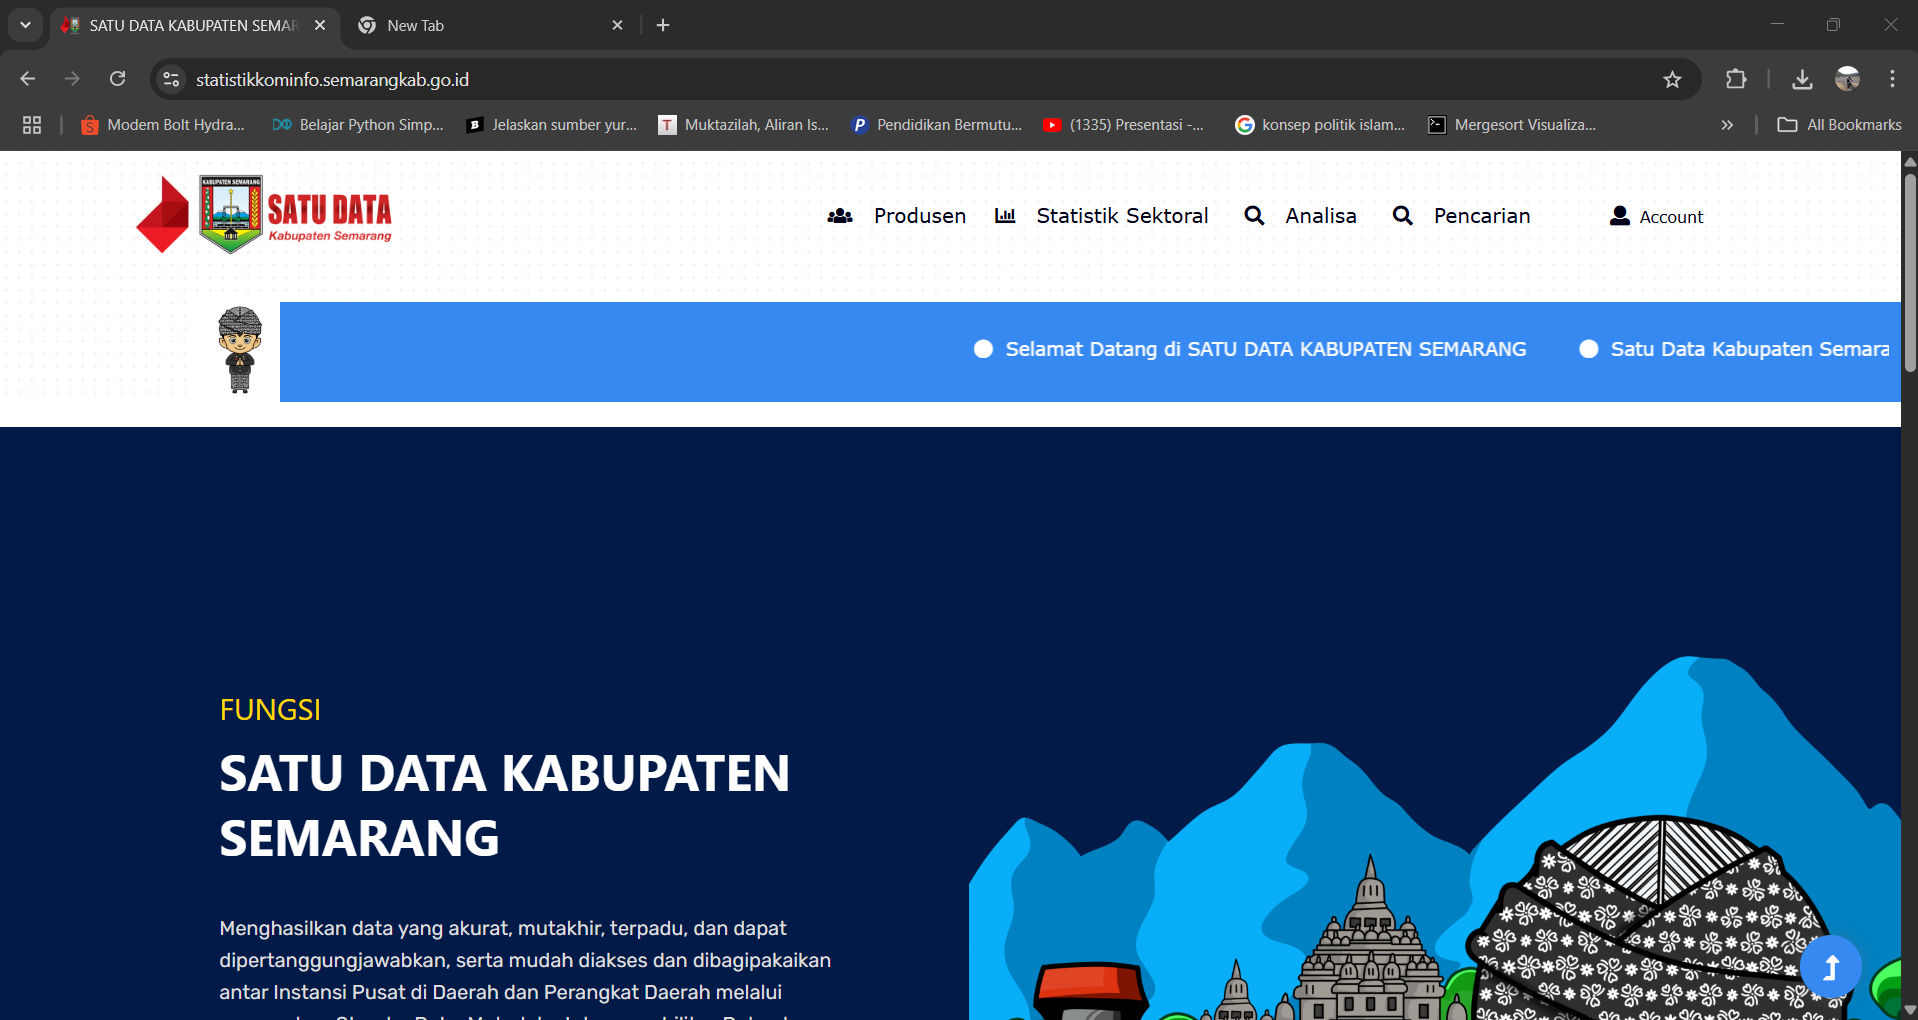 SATU DATA KABUPATEN SEMAR
New Tab
statistikkominfo.semarangkab.go.id
Modem Bolt Hydra...
Belajar Python Simp...
Jelaskan sumber yur...
Muktazilah, Aliran Is...
Pendidikan Bermutu...
(1335) Presentasi -...
konsep politik islam...
Mergesort Visualiza...
All Bookmarks
KABUPATEN SEMARANG
SATU DATA
Kabupaten Semarang
Produsen
Statistik Sektoral
Analisa
Pencarian
Account
Selamat Datang di SATU DATA KABUPATEN SEMARANG
Satu Data Kabupaten Semara
FUNGSI
SATU DATA KABUPATEN
SEMARANG
Menghasilkan data yang akurat, mutakhir, terpadu, dan dapat
dipertanggungjawabkan, serta mudah diakses dan dibagipakaikan
antar Instansi Pusat di Daerah dan Perangkat Daerah melalui